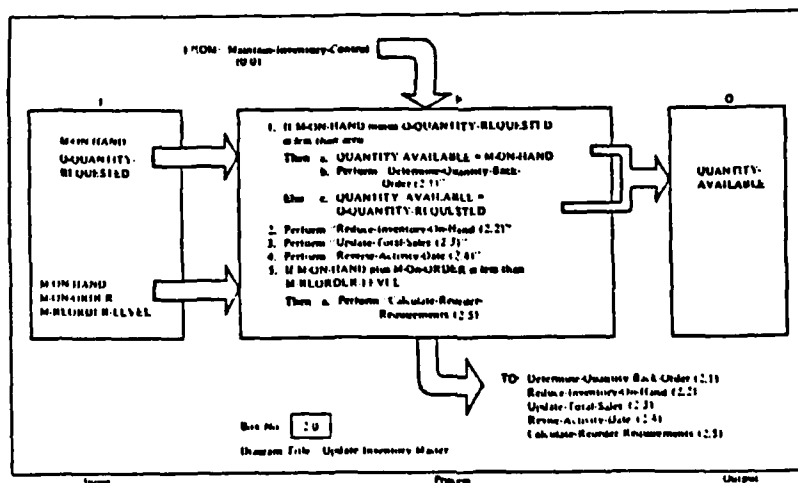 FROM: Maintain-Inventory-Control
(0.0)
I
P
O
M-ON-HAND
O-QUANTITY-
REQUESTED
M-ON-HAND
M-ON-ORDER
M-REORDER-LEVEL
1. If M-ON-HAND minus O-QUANTITY-REQUESTED
is less than zero
Then a. QUANTITY AVAILABLE = M-ON-HAND
b. Perform "Determine-Quantity-Back-
Order (2.1)"
Else c. QUANTITY AVAILABLE =
O-QUANTITY-REQUESTED
2. Perform "Reduce-Inventory-On-Hand (2.2)"
3. Perform "Update-Total-Sales (2.3)"
4. Perform "Revise-Activity-Date (2.4)"
5. If M-ON-HAND plus M-On-ORDER is less than
M-REORDER-LEVEL
Then a. Perform "Calculate-Reorder-
Requirements (2.5)
QUANTITY-
AVAILABLE
TO: Determine-Quantity Back-Order (2.1)
Reduce-Inventory-On-Hand (2.2)
Update-Total-Sales (2.3)
Revise-Activity-Date (2.4)
Calculate-Reorder Requirements (2.5)
Box No. 2.0
Diagram Title: Update Inventory Master
Input
Process
Output